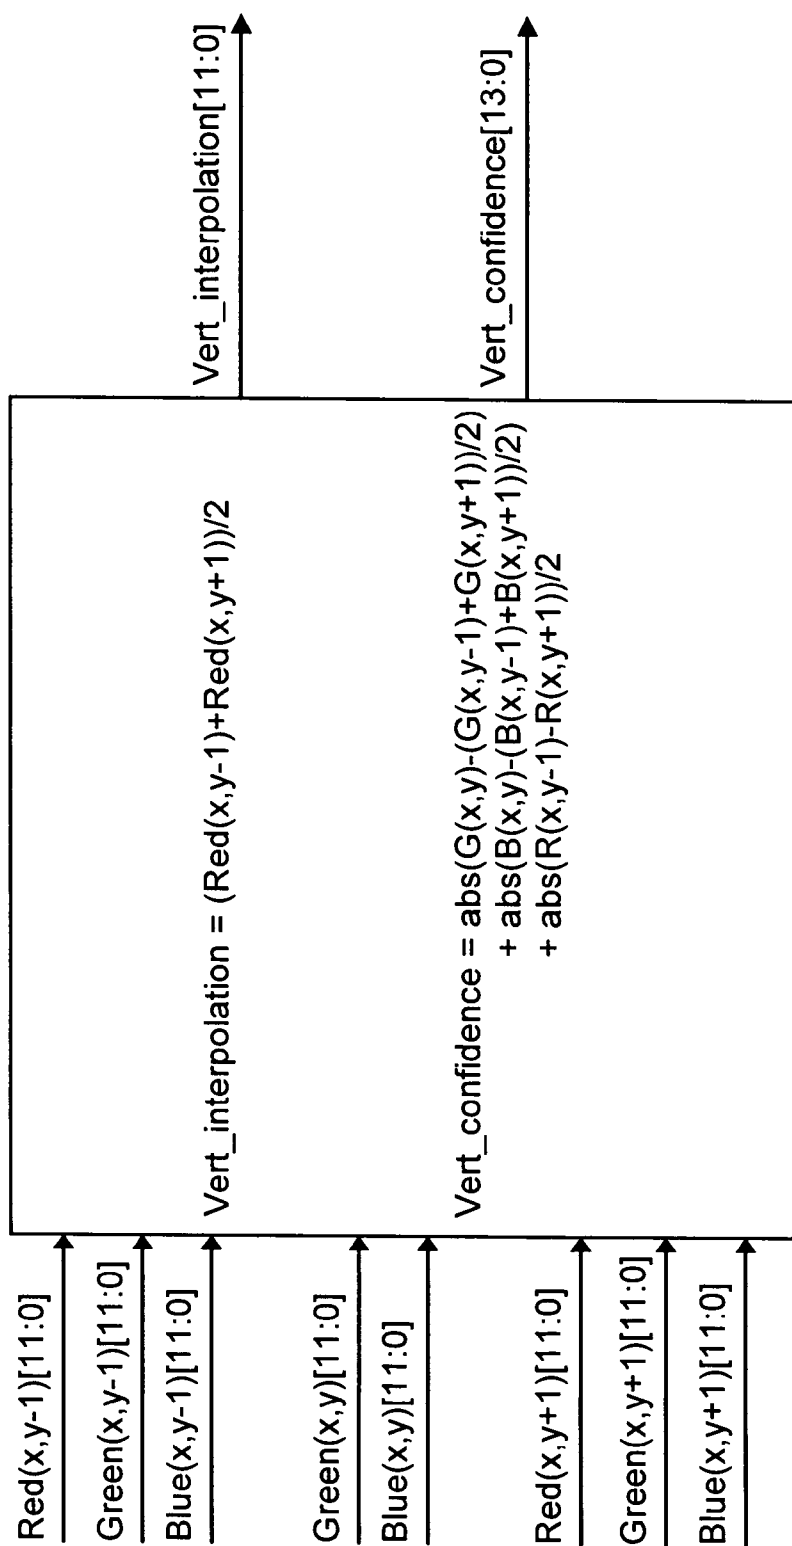 Red(x,y-1)[11:0]
Green(x,y-1)[11:0]
Blue(x,y-1)[11:0]
Green(x,y)[11:0]
Blue(x,y)[11:0]
Red(x,y+1)[11:0]
Green(x,y+1)[11:0]
Blue(x,y+1)[11:0]
Vert_interpolation = (Red(x,y-1)+Red(x,y+1))/2
Vert_confidence = abs(G(x,y)-(G(x,y-1)+G(x,y+1))/2)
+ abs(B(x,y)-(B(x,y-1)+B(x,y+1))/2)
+ abs(R(x,y-1)-R(x,y+1))/2
Vert_interpolation[11:0]
Vert_confidence[13:0]